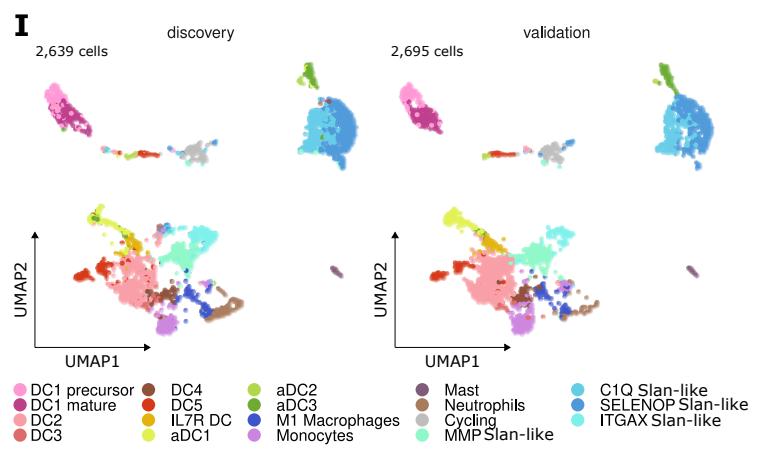 I
discovery
validation
2,639 cells
2,695 cells
UMAP2
UMAP1
UMAP2
UMAP1
DC1 precursor
DC1 mature
DC2
DC3
DC4
DC5
IL7R DC
aDC1
aDC2
aDC3
M1 Macrophages
Monocytes
Mast
Neutrophils
Cycling
MMP Slan-like
C1Q Slan-like
SELENOP Slan-like
ITGAX Slan-like